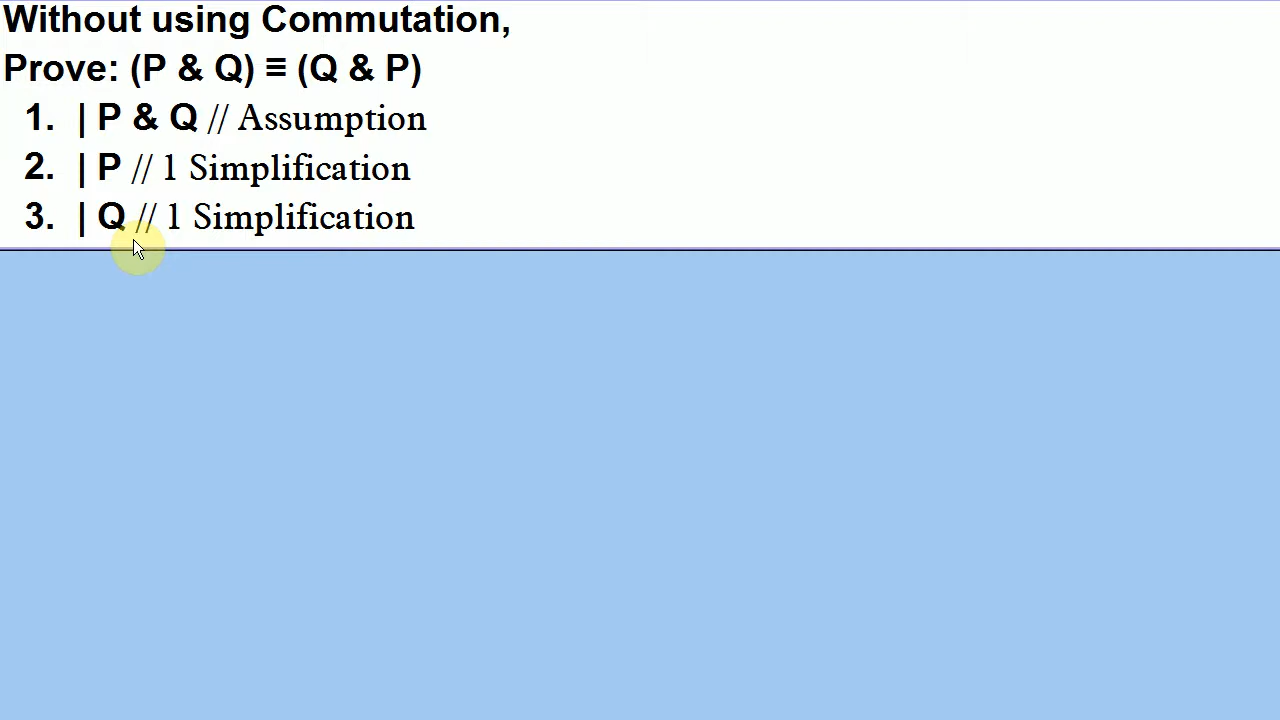 Without using Commutation,
Prove: (P & Q) ≡ (Q & P)
1. | P & Q // Assumption
2. | P // 1 Simplification
3. | Q // 1 Simplification